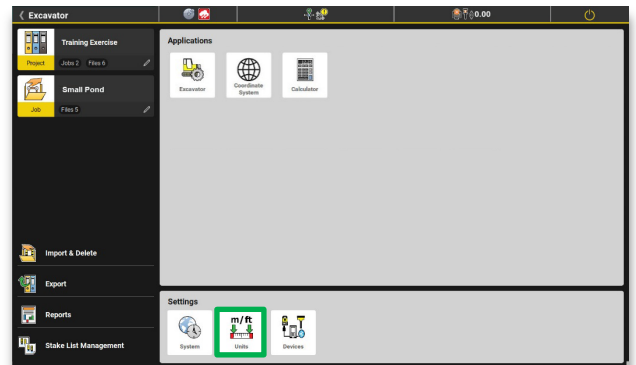 Excavator
0.00
Training Exercise
Project
Jobs 2
Files 6
Small Pond
Job
Files 5
Import & Delete
Export
Reports
Stake List Management
Applications
Excavator
Coordinate
System
Calculator
Settings
System
m/ft
Units
Devices